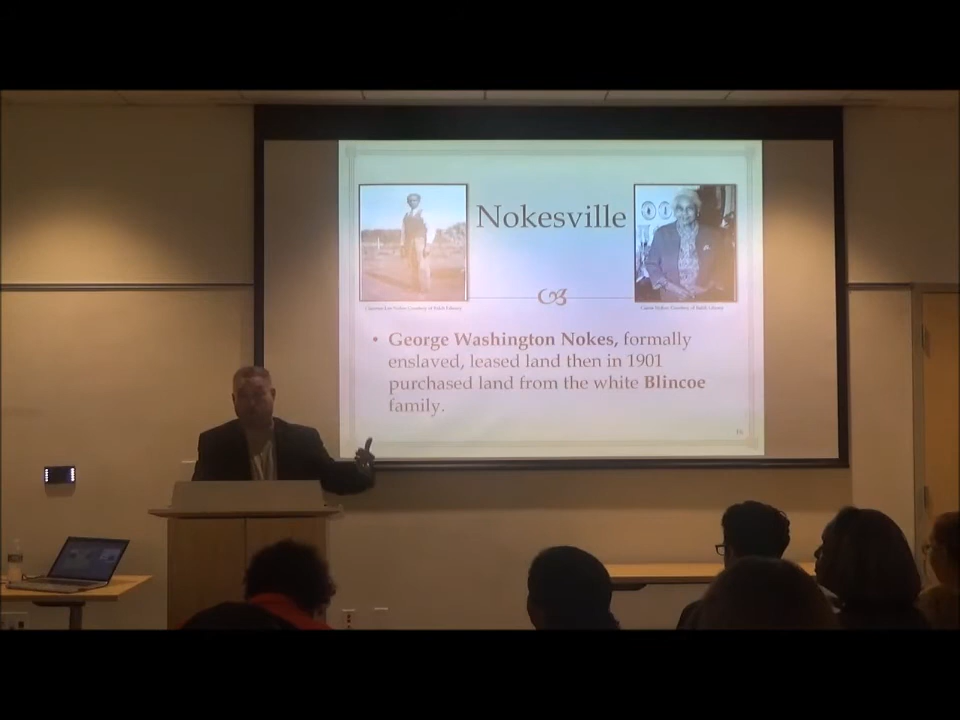 Nokesville
• George Washington Nokes, formally
enslaved, leased land then in 1901
purchased land from the white Blincoe
family.